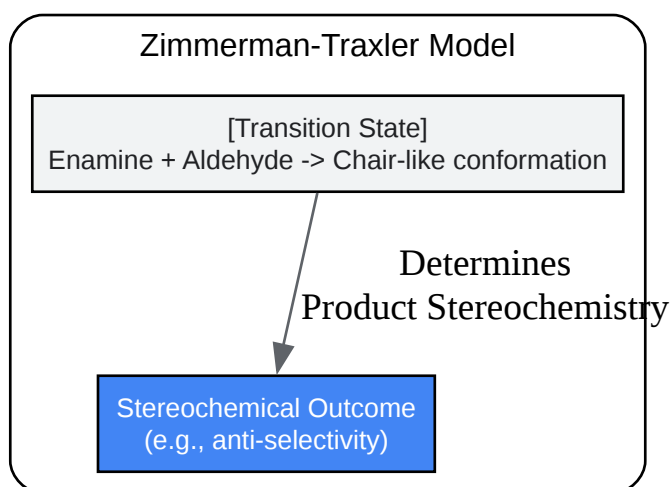 Zimmerman-Traxler Model
[Transition State]
Enamine + Aldehyde -> Chair-like conformation
Determines
Product Stereochemistry
Stereochemical Outcome
(e.g., anti-selectivity)